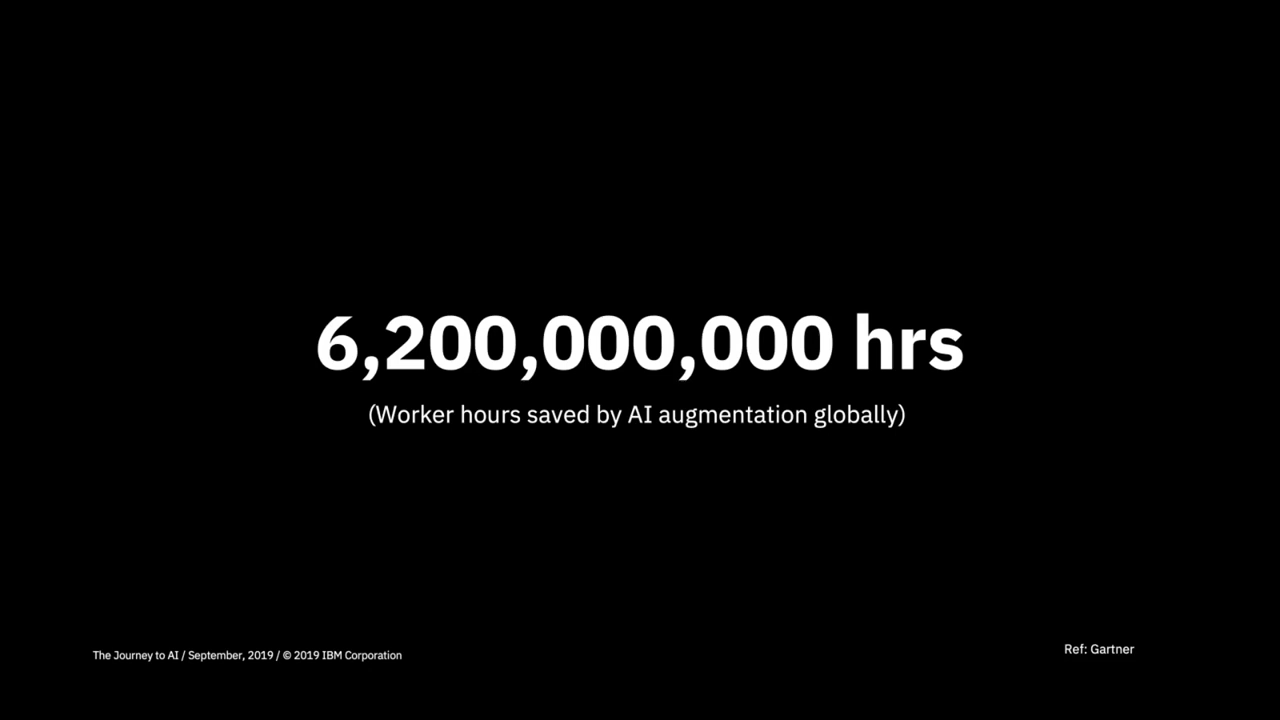 6,200,000,000 hrs
(Worker hours saved by AI augmentation globally)
The Journey to AI / September, 2019 / © 2019 IBM Corporation
Ref: Gartner